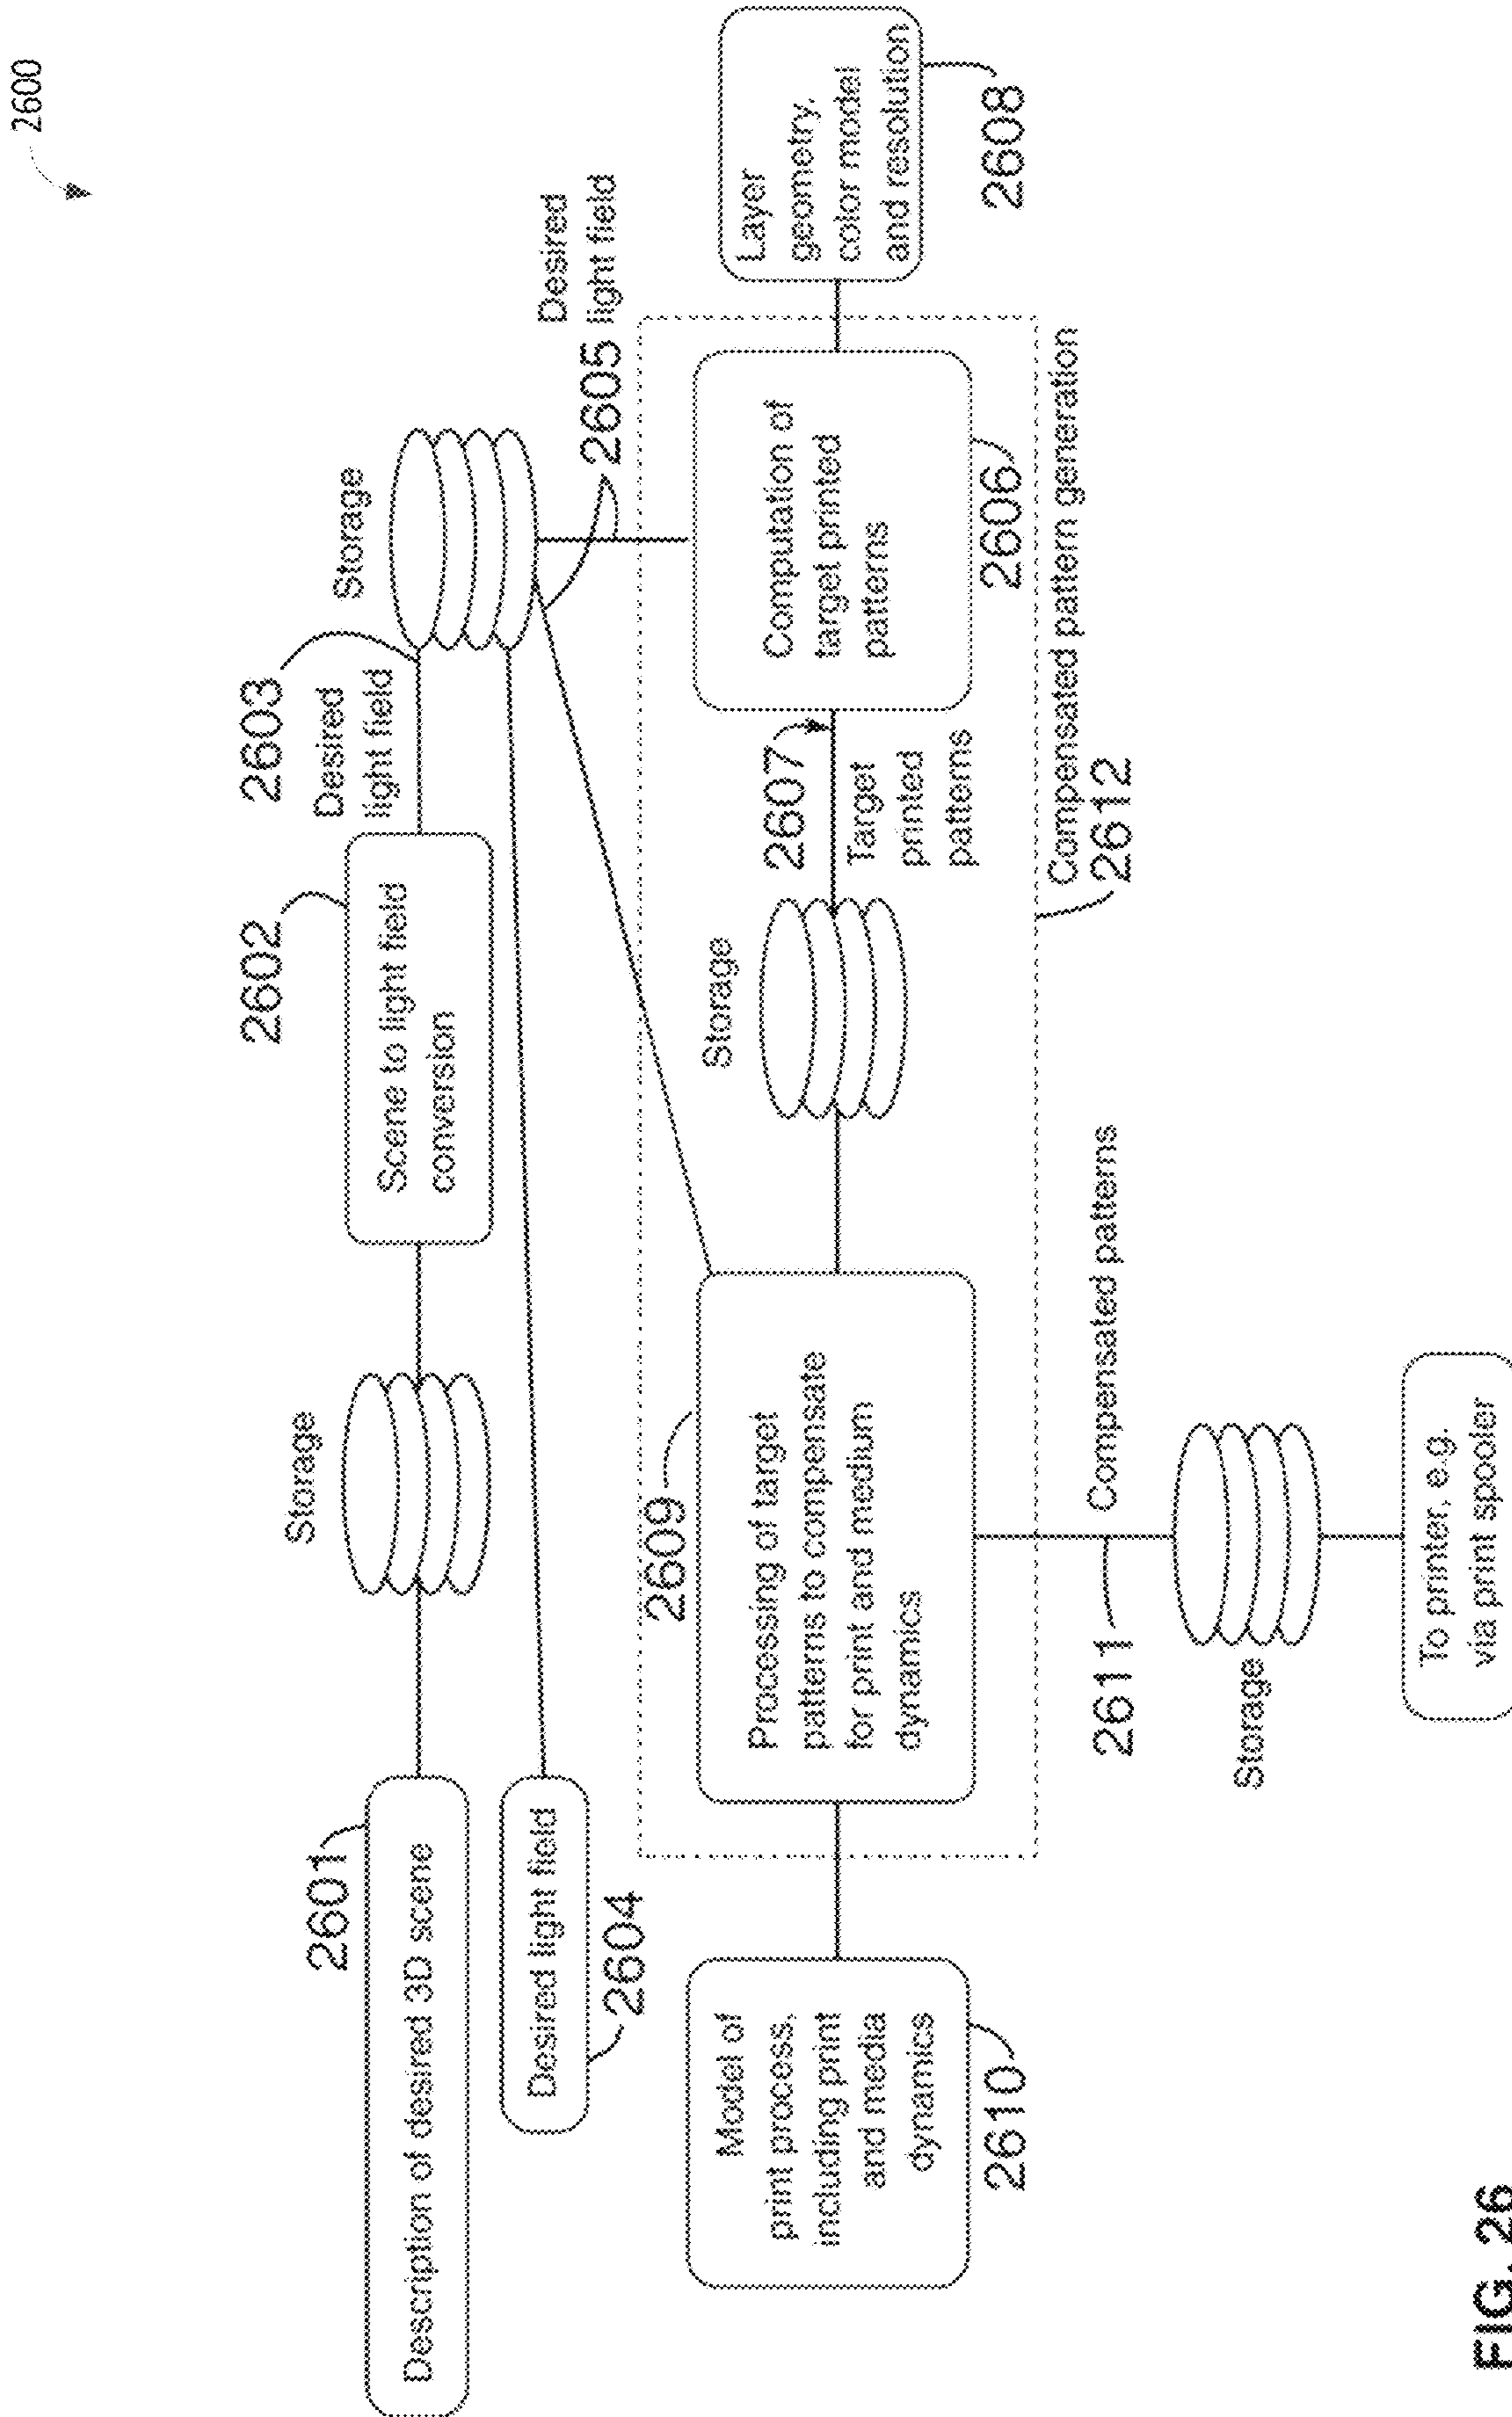 2600
2601
Description of desired 3D scene
Storage
2602
Scene to light field
conversion
2603
Desired
light field
Storage
Desired light field
2604
Desired
2605 light field
2609
Processing of target
patterns to compensate
for print and medium
dynamics
Storage
2607
Target
printed
patterns
Computation of
target printed
patterns
2606
Layer
geometry,
color model
and resolution
2608
Model of
print process,
including print
and media
dynamics
2610
Compensated pattern generation
2612
Compensated patterns
2611
Storage
To printer, e.g.
via print spooler
FIG. 26